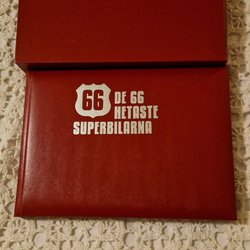 66 DE 66
HETASTE
SUPERBILARNA